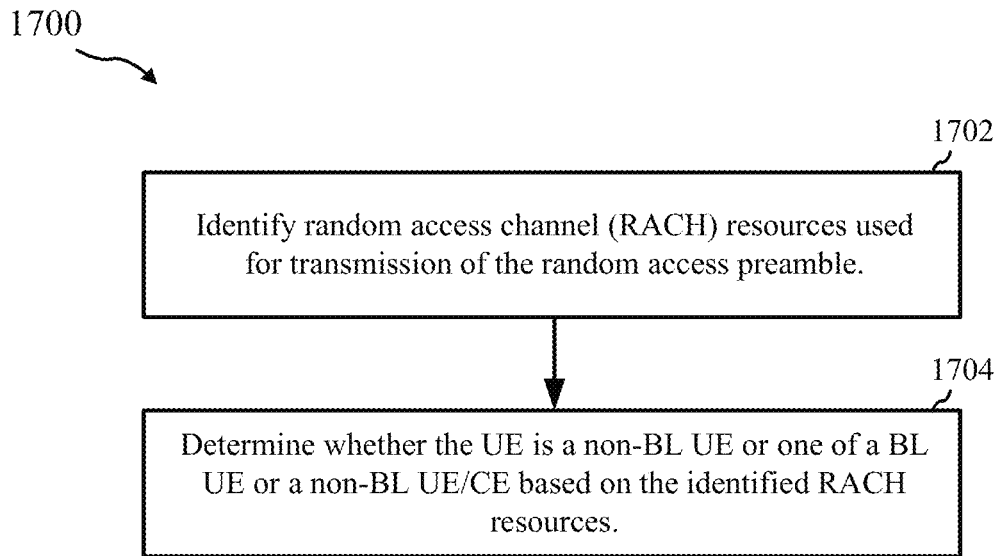 1700
1702
Identify random access channel (RACH) resources used
for transmission of the random access preamble.
1704
Determine whether the UE is a non-BL UE or one of a BL
UE or a non-BL UE/CE based on the identified RACH
resources.